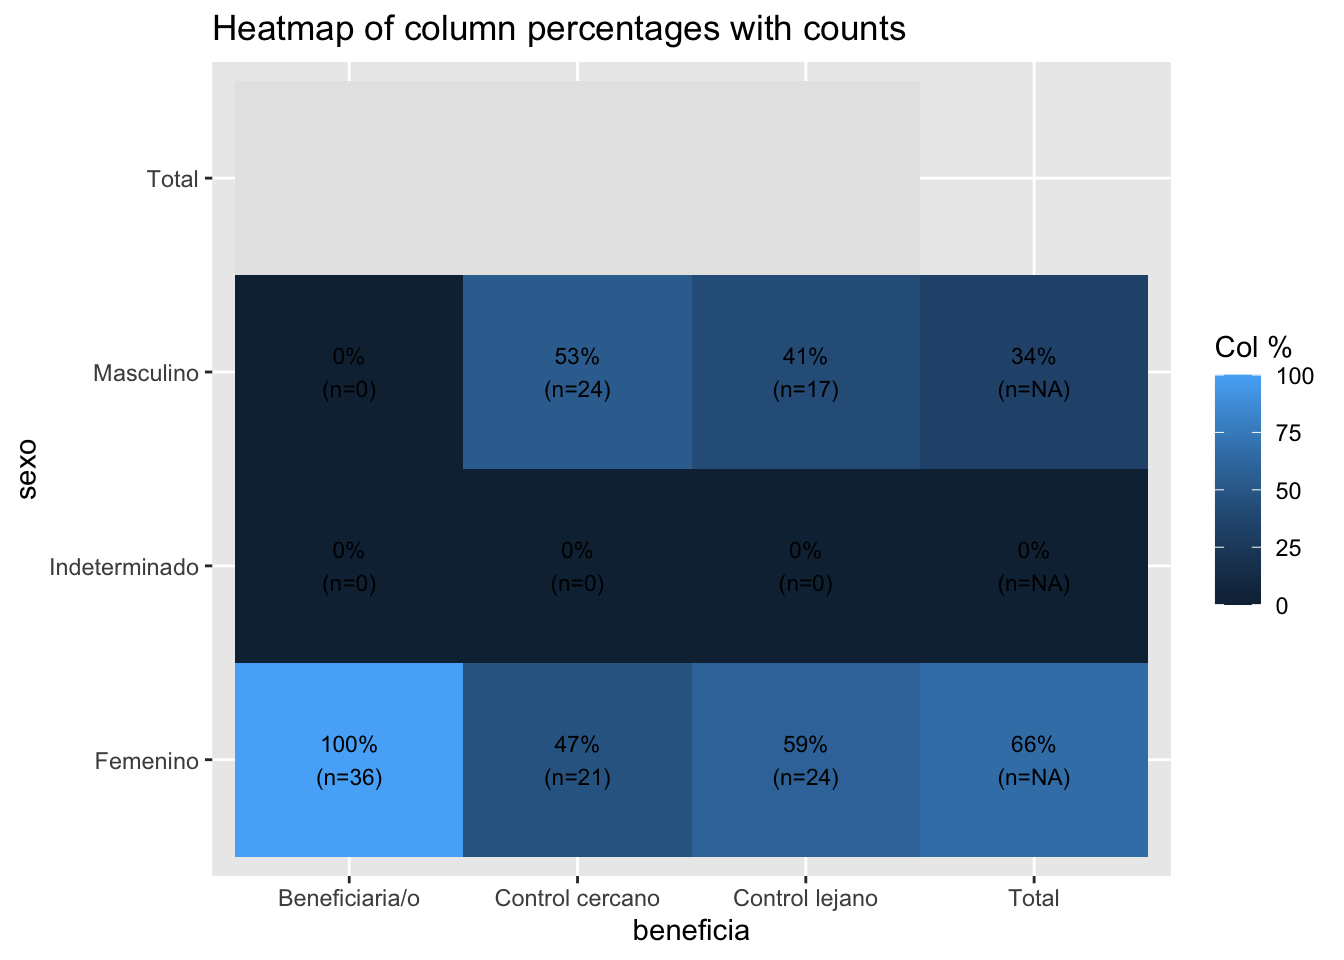 Heatmap of column percentages with counts
sexo
Total
Masculino
0%
53%
41%
34%
(n=0)
(n=24)
(n=17)
(n=NA)
Indeterminado
0%
0%
0%
0%
(n=0)
(n=0)
(n=0)
(n=NA)
Femenino
100%
47%
59%
66%
(n=36)
(n=21)
(n=24)
(n=NA)
Beneficiaria/o
Control cercano
Control lejano
Total
beneficia
Col %
100
75
50
25
0